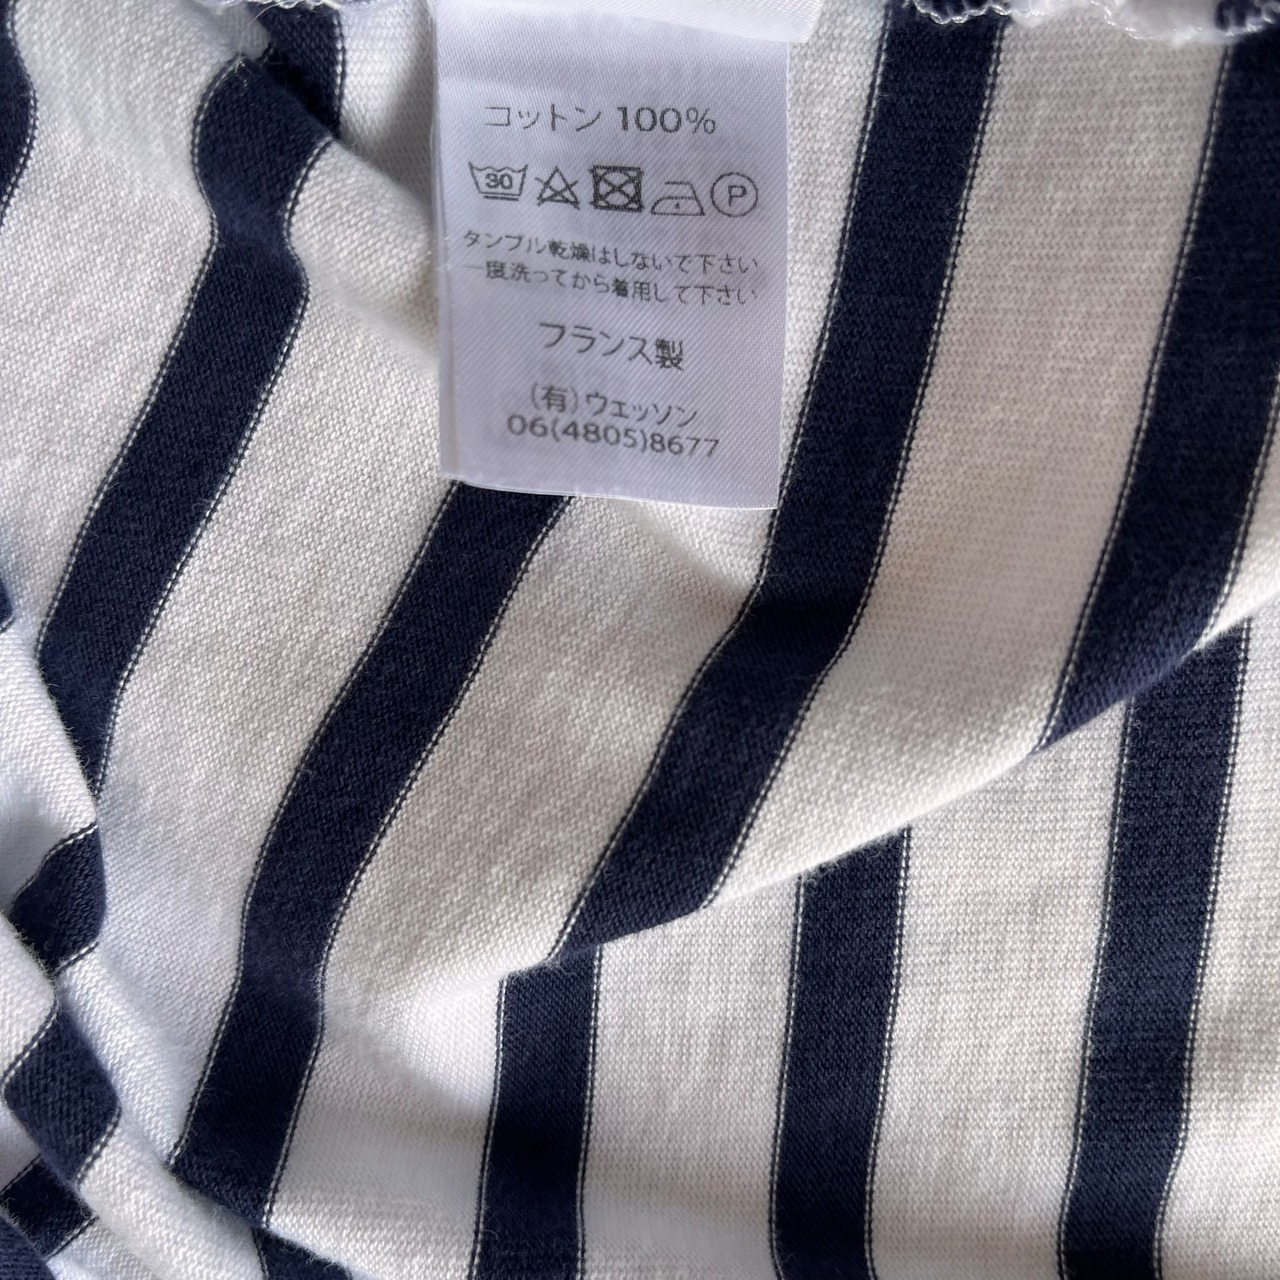 コットン 100%
30 P
タンブル乾燥はしないで下さい
一度洗ってから着用して下さい
フランス製
(有)ウェッソン
06(4805)8677